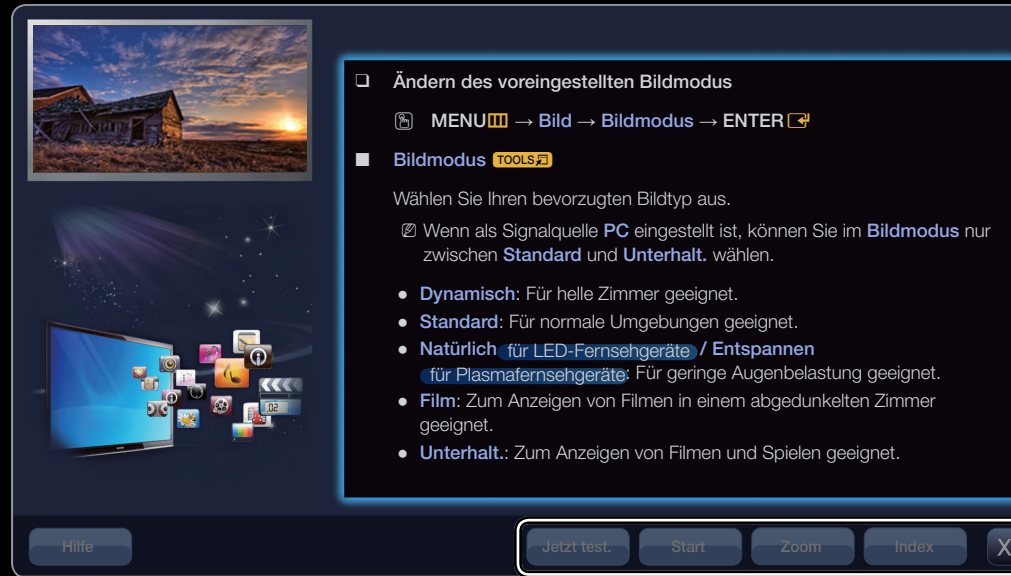 Ändern des voreingestellten Bildmodus
MENU → Bild → Bildmodus → ENTER
Bildmodus TOOLS
Wählen Sie Ihren bevorzugten Bildtyp aus.
Wenn als Signalquelle PC eingestellt ist, können Sie im Bildmodus nur
zwischen Standard und Unterhalt. wählen.
● Dynamisch: Für helle Zimmer geeignet.
● Standard: Für normale Umgebungen geeignet.
● Natürlich für LED-Fernsehgeräte / Entspannen
für Plasmafernsehgeräte: Für geringe Augenbelastung geeignet.
● Film: Zum Anzeigen von Filmen in einem abgedunkelten Zimmer
geeignet.
● Unterhalt.: Zum Anzeigen von Filmen und Spielen geeignet.
Hilfe Jetzt test. Start Zoom Index X